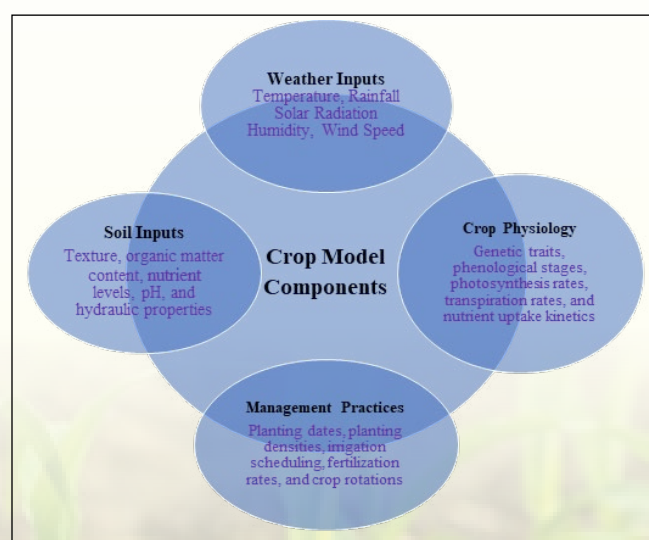 Weather Inputs
Temperature, Rainfall
Solar Radiation
Humidity, Wind Speed
Soil Inputs
Texture, organic matter
content, nutrient
levels, pH, and
hydraulic properties
Crop Model
Components
Crop Physiology
Genetic traits,
phenological stages,
photosynthesis rates,
transpiration rates, and
nutrient uptake kinetics
Management Practices
Planting dates, planting
densities, irrigation
scheduling, fertilization
rates, and crop rotations